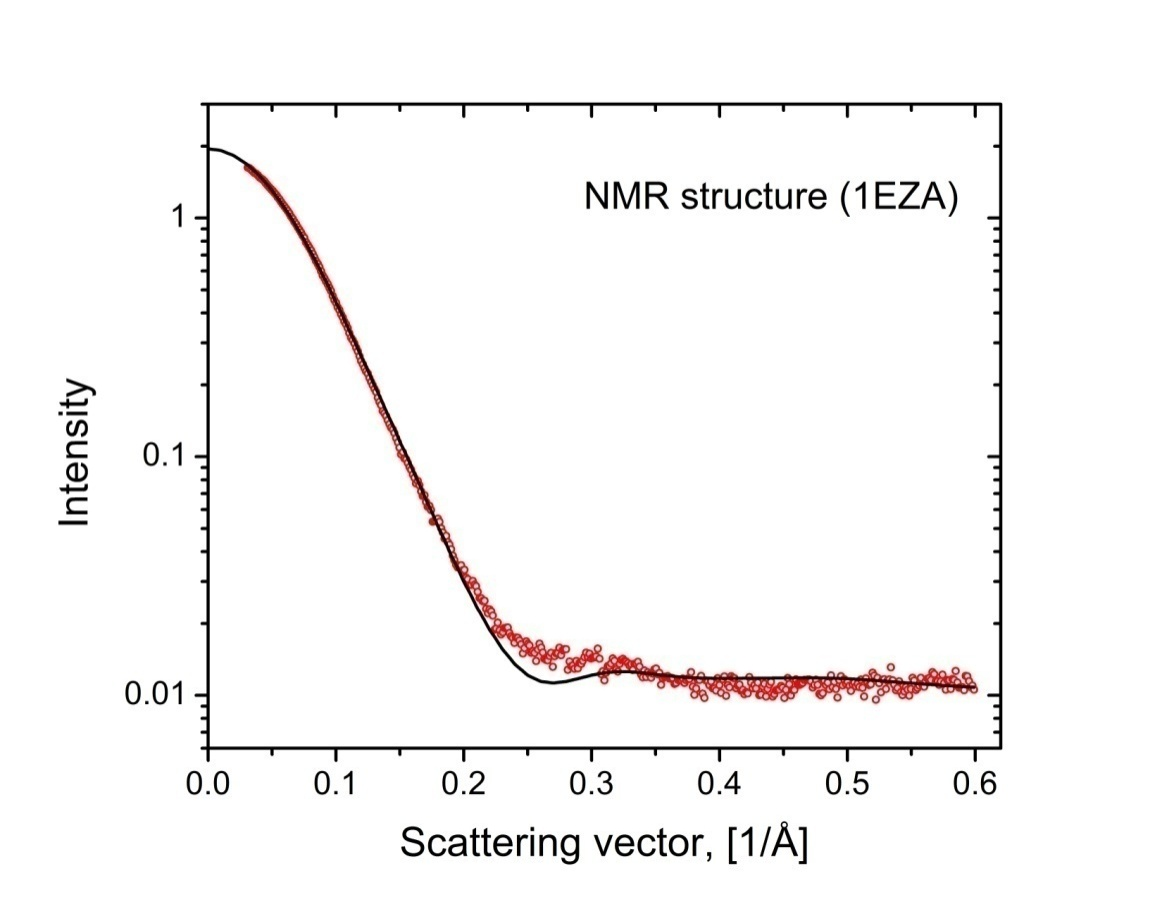 NMR structure (1EZA)
1
0.1
0.01
Intensity
0.0 0.1 0.2 0.3 0.4 0.5 0.6
Scattering vector, [1/Å]